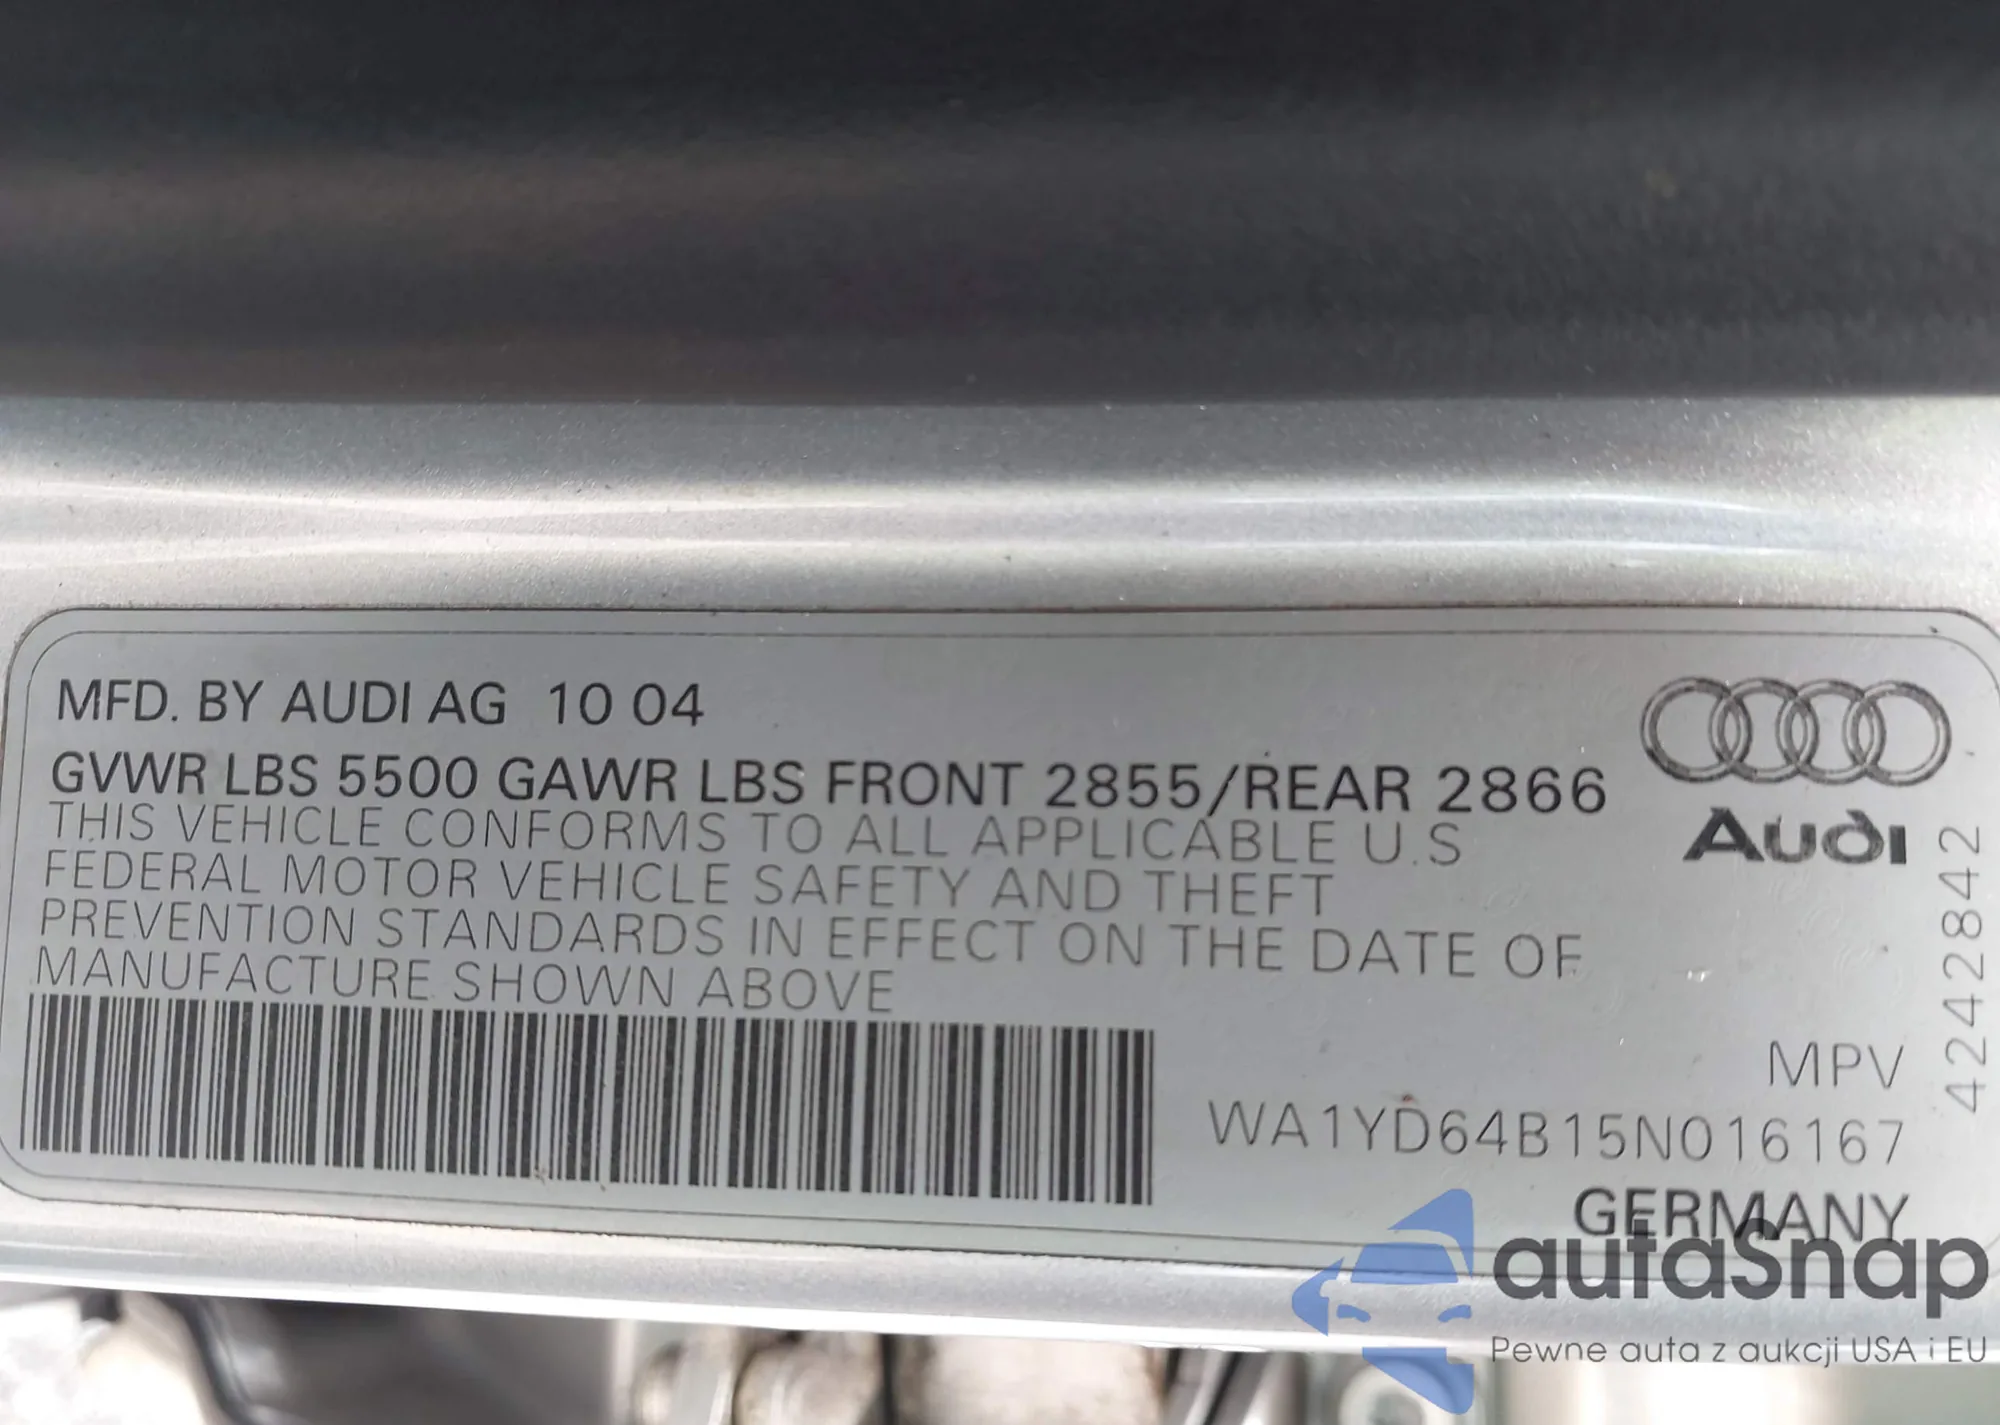 MFD. BY AUDI AG 10 04
GVWR LBS 5500 GAWR LBS FRONT 2855/REAR 2866
THIS VEHICLE CONFORMS TO ALL APPLICABLE U.S
FEDERAL MOTOR VEHICLE SAFETY AND THEFT
PREVENTION STANDARDS IN EFFECT ON THE DATE OF
MANUFACTURE SHOWN ABOVE
Audi
4242842
MPV
WA1YD64B15N016167
GERMANY
autaSnap
Pewne auta z aukcji USA i EU